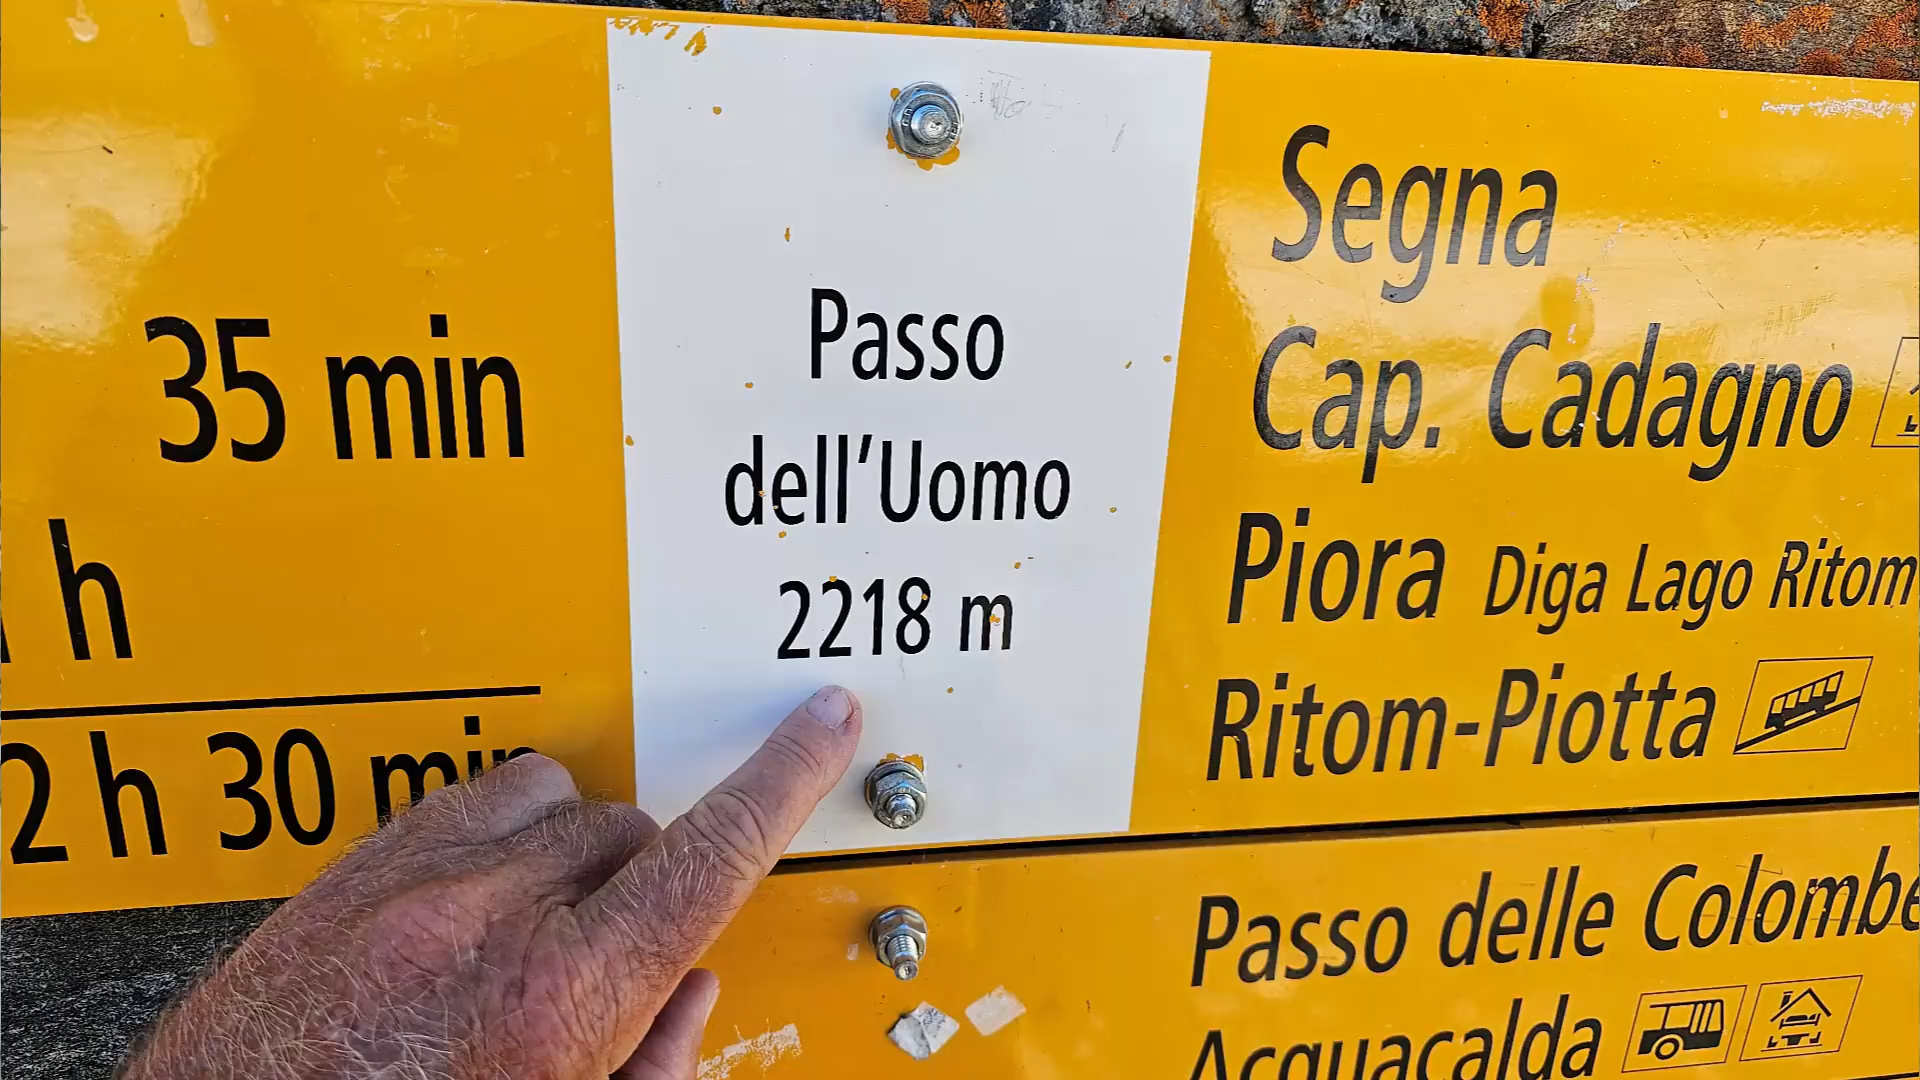 35 min
h
2 h 30 min
Passo
dell'Uomo
2218 m
Segna
Cap. Cadagno
Piora Diga Lago Ritom
Ritom-Piotta
Passo delle Colombe
Acquacalda